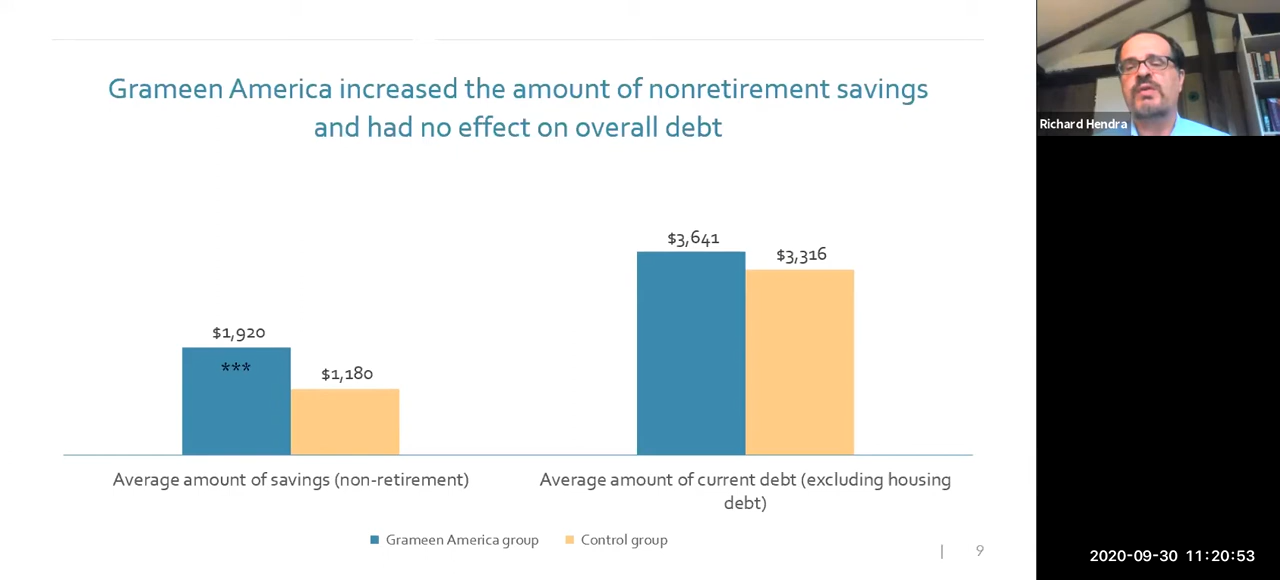 Grameen America increased the amount of nonretirement savings
and had no effect on overall debt
$1,920
***
$1,180
$3,641
$3,316
Average amount of savings (non-retirement)
Average amount of current debt (excluding housing
debt)
Grameen America group
Control group
| 9
Richard Hendra
2020-09-30 11:20:53